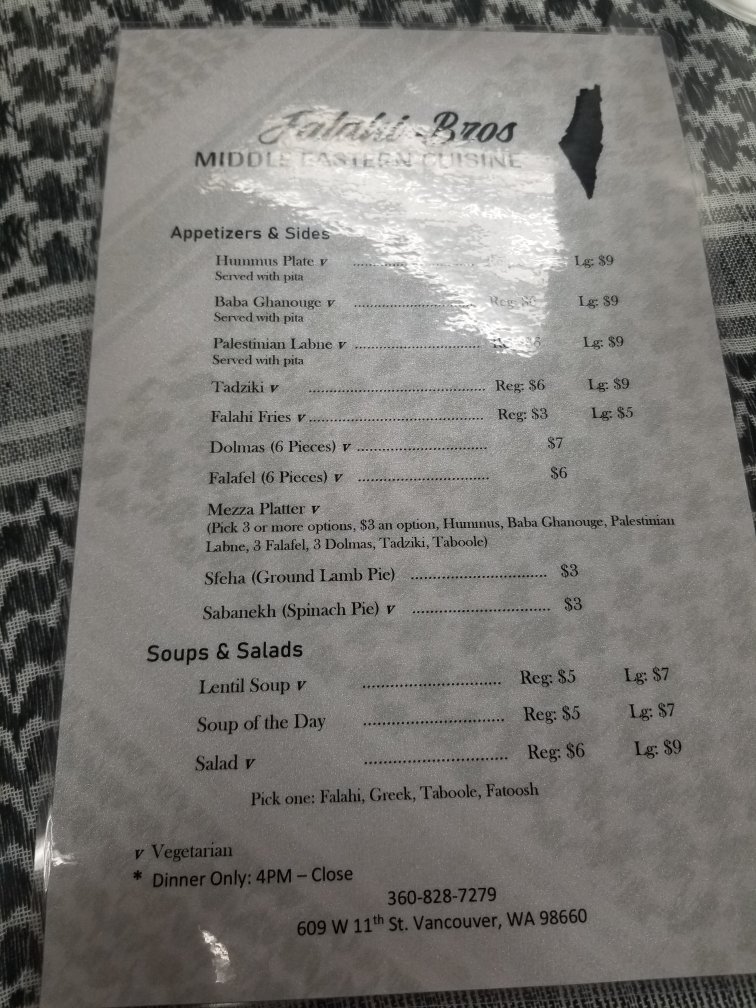 Falahi Bros
MIDDLE EASTERN CUISINE
Appetizers & Sides
Hummus Plate v .......................... Lg: $9
Served with pita
Baba Ghanouge v .......................... Reg: Lg: $9
Served with pita
Palestinian Labne v .......................... $6 Lg: $9
Served with pita
Tadziki v .......................... Reg: $6 Lg: $9
Falahi Fries v .......................... Reg: $3 Lg: $5
Dolmas (6 Pieces) v .......................... $7
Falafel (6 Pieces) v .......................... $6
Mezza Platter v
(Pick 3 or more options, $3 an option, Hummus, Baba Ghanouge, Palestinian
Labne, 3 Falafel, 3 Dolmas, Tadziki, Taboole)
Sfeha (Ground Lamb Pie) .......................... $3
Sabanekh (Spinach Pie) v .......................... $3
Soups & Salads
Lentil Soup v .......................... Reg: $5 Lg: $7
Soup of the Day .......................... Reg: $5 Lg: $7
Salad v .......................... Reg: $6 Lg: $9
Pick one: Falahi, Greek, Taboole, Fatoosh
v Vegetarian
* Dinner Only: 4PM – Close
360-828-7279
609 W 11th St. Vancouver, WA 98660